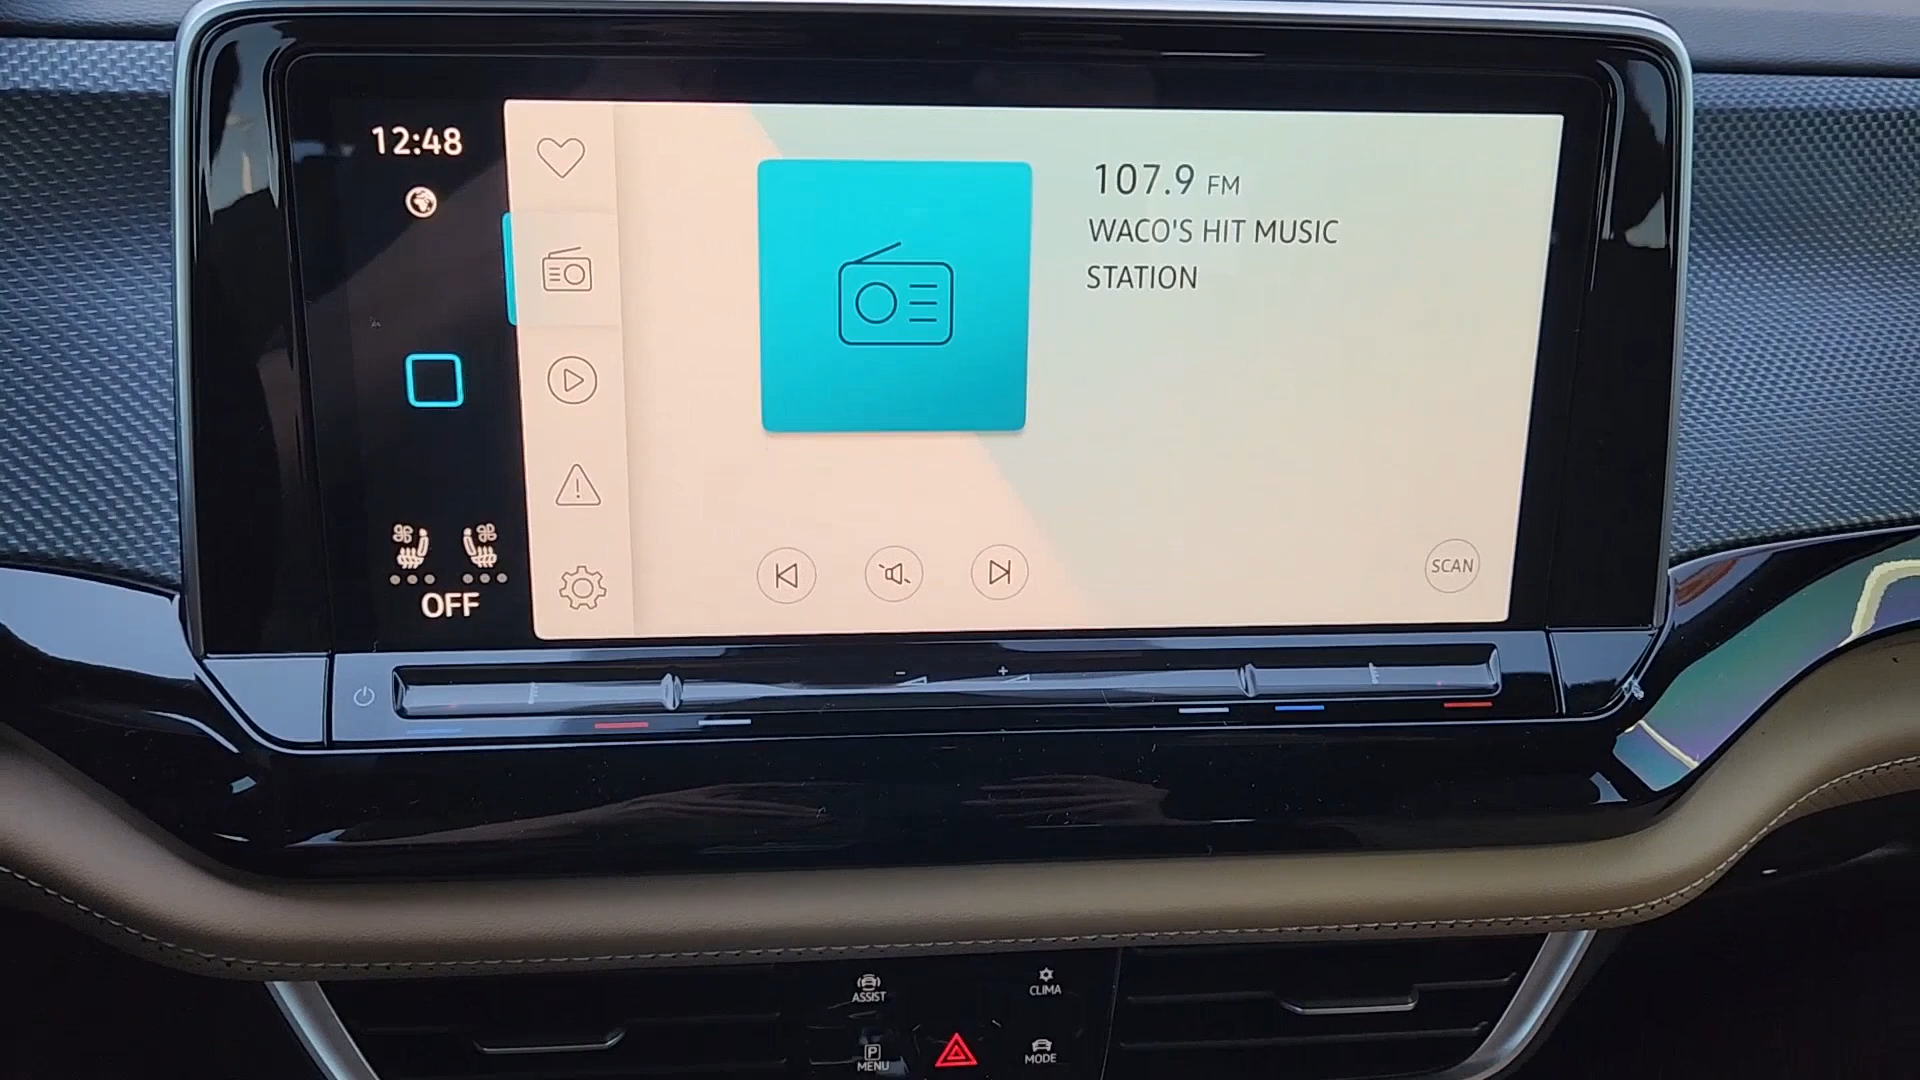 12:48
107.9 FM
WACO'S HIT MUSIC
STATION
SCAN
OFF
ASSIST
CLIMA
P
MENU
MODE